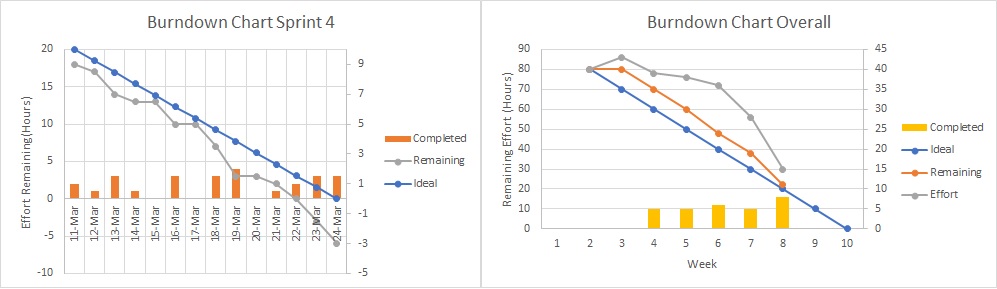 Burndown Chart Sprint 4
Effort Remaining(Hours)
20
15
10
5
0
-5
-10
9
7
5
3
1
-1
-3
-5
11-Mar
12-Mar
13-Mar
14-Mar
15-Mar
16-Mar
17-Mar
18-Mar
19-Mar
20-Mar
21-Mar
22-Mar
23-Mar
24-Mar
Completed
Remaining
Ideal
Burndown Chart Overall
Remaining Effort (Hours)
90
80
70
60
50
40
30
20
10
0
45
40
35
30
25
20
15
10
5
0
1 2 3 4 5 6 7 8 9 10
Week
Completed
Ideal
Remaining
Effort